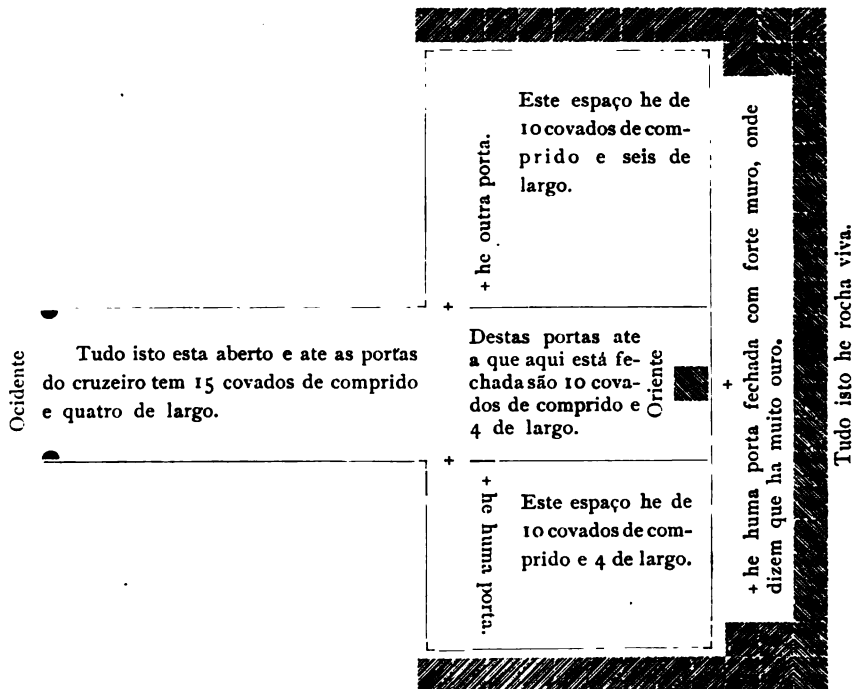 Ocidente
Tudo isto esta aberto e ate as portas
do cruzeiro tem 15 covados de comprido
e quatro de largo.
+ he outra porta.
Este espaço he de
10 covados de com-
prido e seis de
largo.
Destas portas ate
a que aqui está fe-
chada são 10 cova-
dos de comprido e
4 de largo.
Oriente
+ he huma porta.
Este espaço he de
10 covados de com-
prido e 4 de largo.
+ he huma porta fechada com forte muro, onde
dizem que ha muito ouro.
Tudo isto he rocha viva.